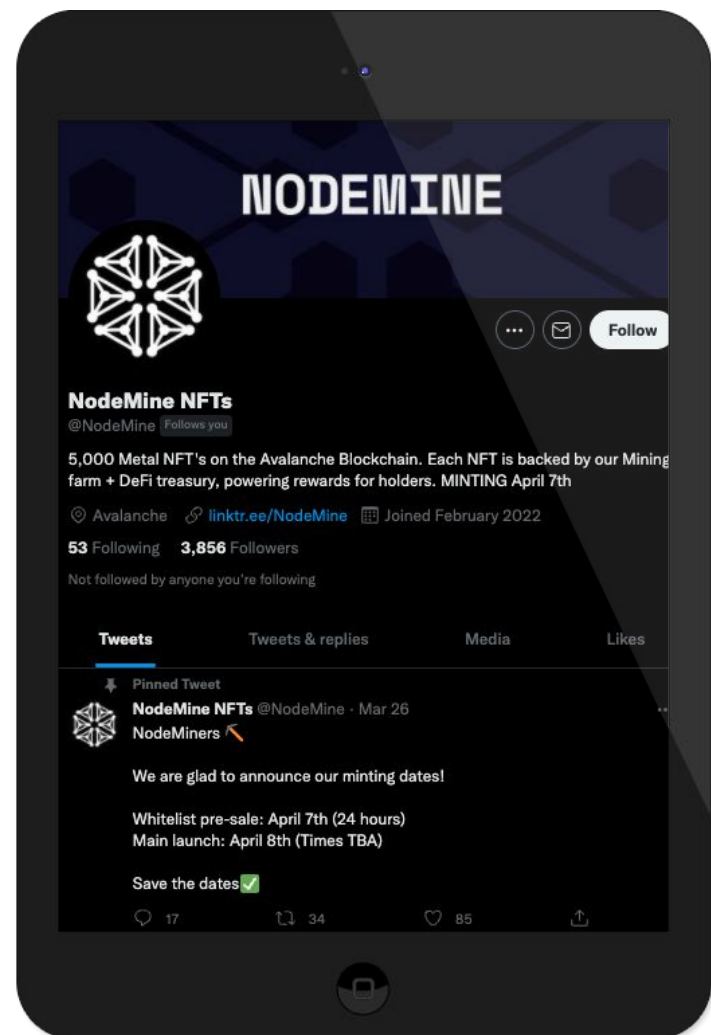 NODEMINE
Follow
NodeMine NFTs
@NodeMine Follows you
5,000 Metal NFT's on the Avalanche Blockchain. Each NFT is backed by our Mining
farm + DeFi treasury, powering rewards for holders. MINTING April 7th
Avalanche linktr.ee/NodeMine Joined February 2022
53 Following 3,856 Followers
Not followed by anyone you're following
Tweets Tweets & replies Media Likes
Pinned Tweet
NodeMine NFTs @NodeMine · Mar 26
NodeMiners
We are glad to announce our minting dates!
Whitelist pre-sale: April 7th (24 hours)
Main launch: April 8th (Times TBA)
Save the dates✅
17 34 85